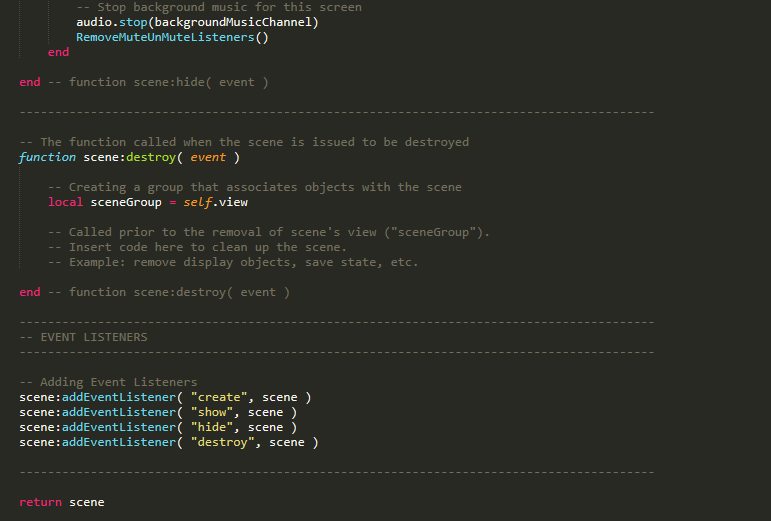 -- Stop background music for this screen
audio.stop(backgroundMusicChannel)
RemoveMuteUnMuteListeners()
end
end -- function scene:hide( event )
-----------------------------------------------------------------------------------------
-- The function called when the scene is issued to be destroyed
function scene:destroy( event )
-- Creating a group that associates objects with the scene
local sceneGroup = self.view
-- Called prior to the removal of scene's view ("sceneGroup").
-- Insert code here to clean up the scene.
-- Example: remove display objects, save state, etc.
end -- function scene:destroy( event )
-----------------------------------------------------------------------------------------
-- EVENT LISTENERS
-----------------------------------------------------------------------------------------
-- Adding Event Listeners
scene:addEventListener( "create", scene )
scene:addEventListener( "show", scene )
scene:addEventListener( "hide", scene )
scene:addEventListener( "destroy", scene )
-----------------------------------------------------------------------------------------
return scene